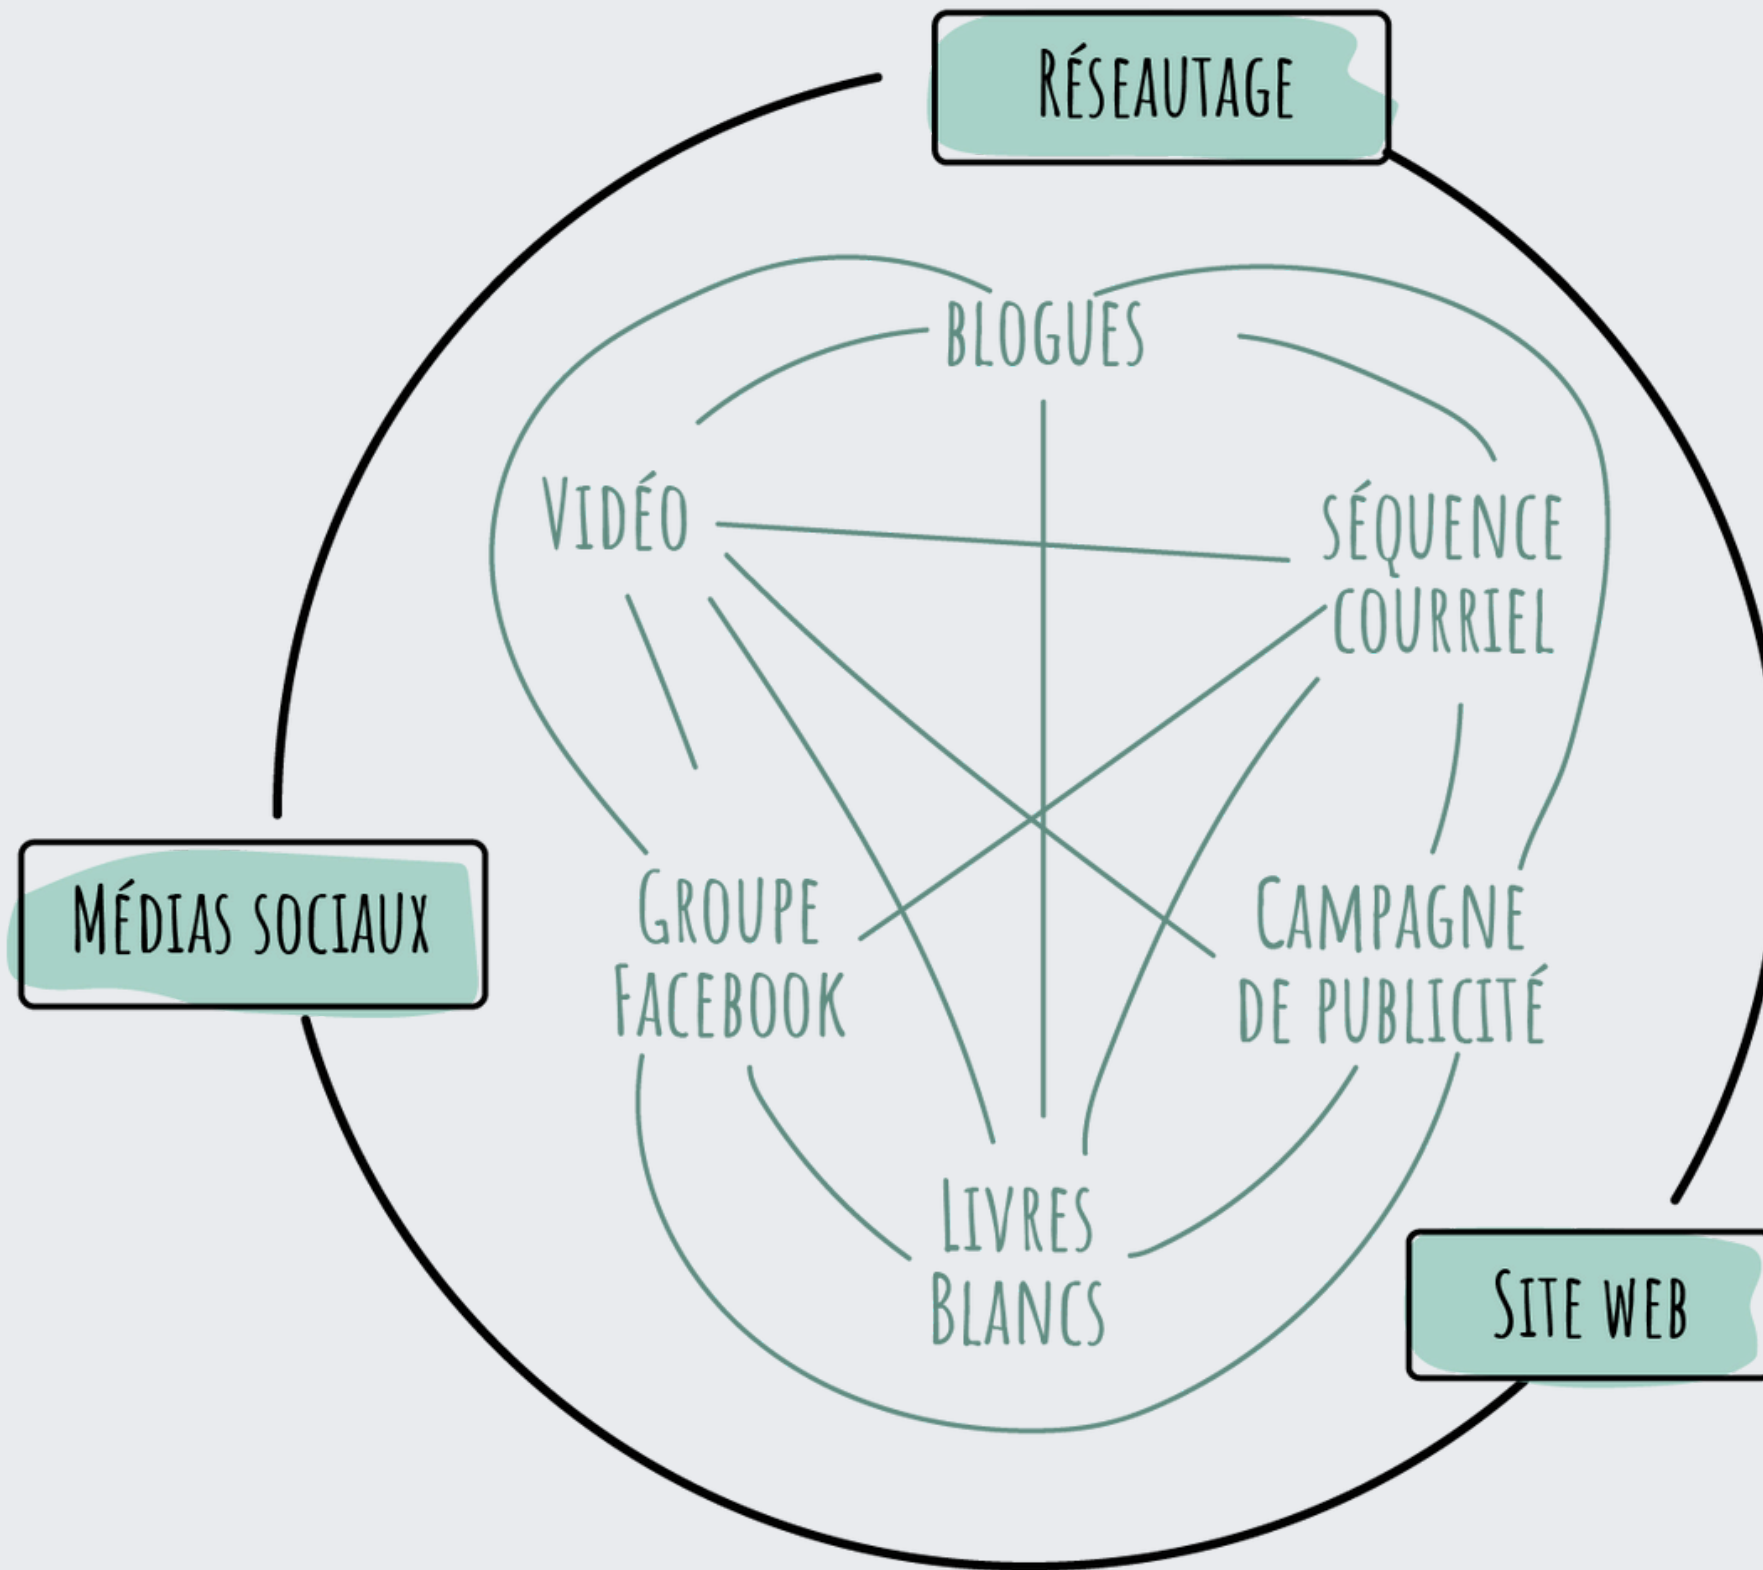 Réseautage
blogues
Vidéo
séquence
courriel
Médias sociaux
Groupe
Facebook
Campagne
de publicité
Livres
Blancs
Site web